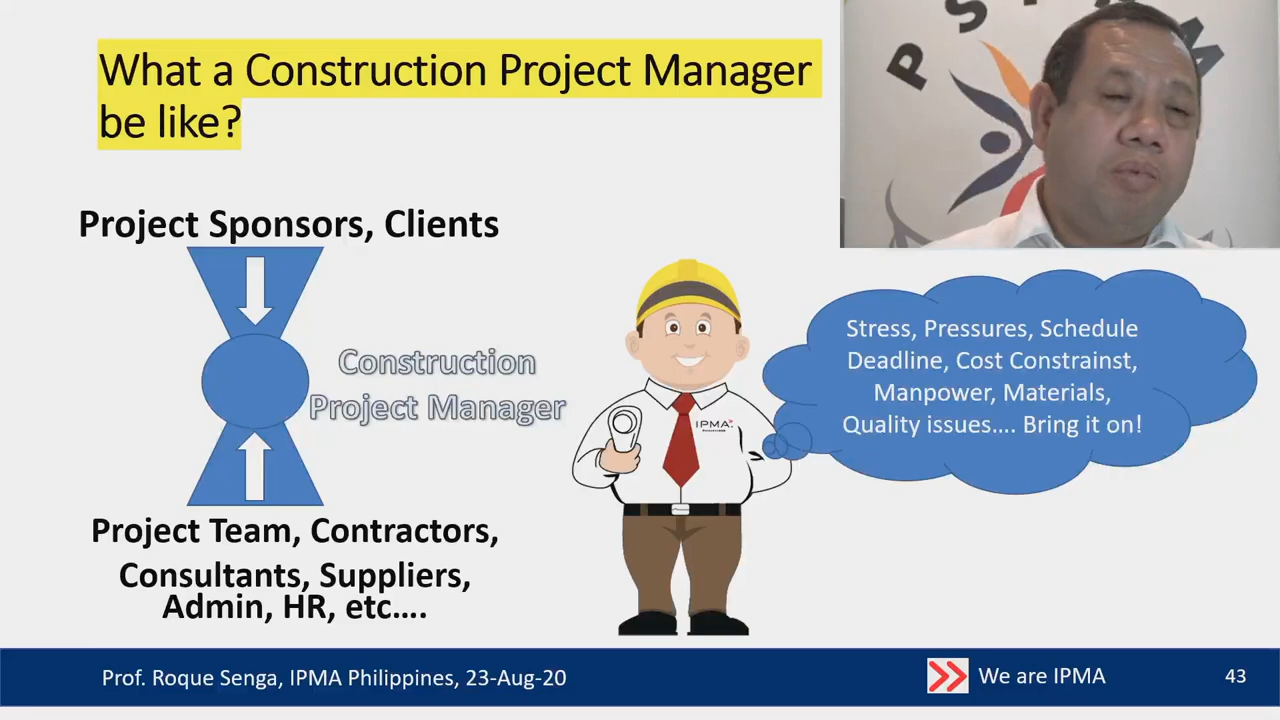 What a Construction Project Manager
be like?
P S P M
Project Sponsors, Clients
Construction
Project Manager
Project Team, Contractors,
Consultants, Suppliers,
Admin, HR, etc….
IPMA
Stress, Pressures, Schedule
Deadline, Cost Constrainst,
Manpower, Materials,
Quality issues…. Bring it on!
Prof. Roque Senga, IPMA Philippines, 23-Aug-20
We are IPMA
43